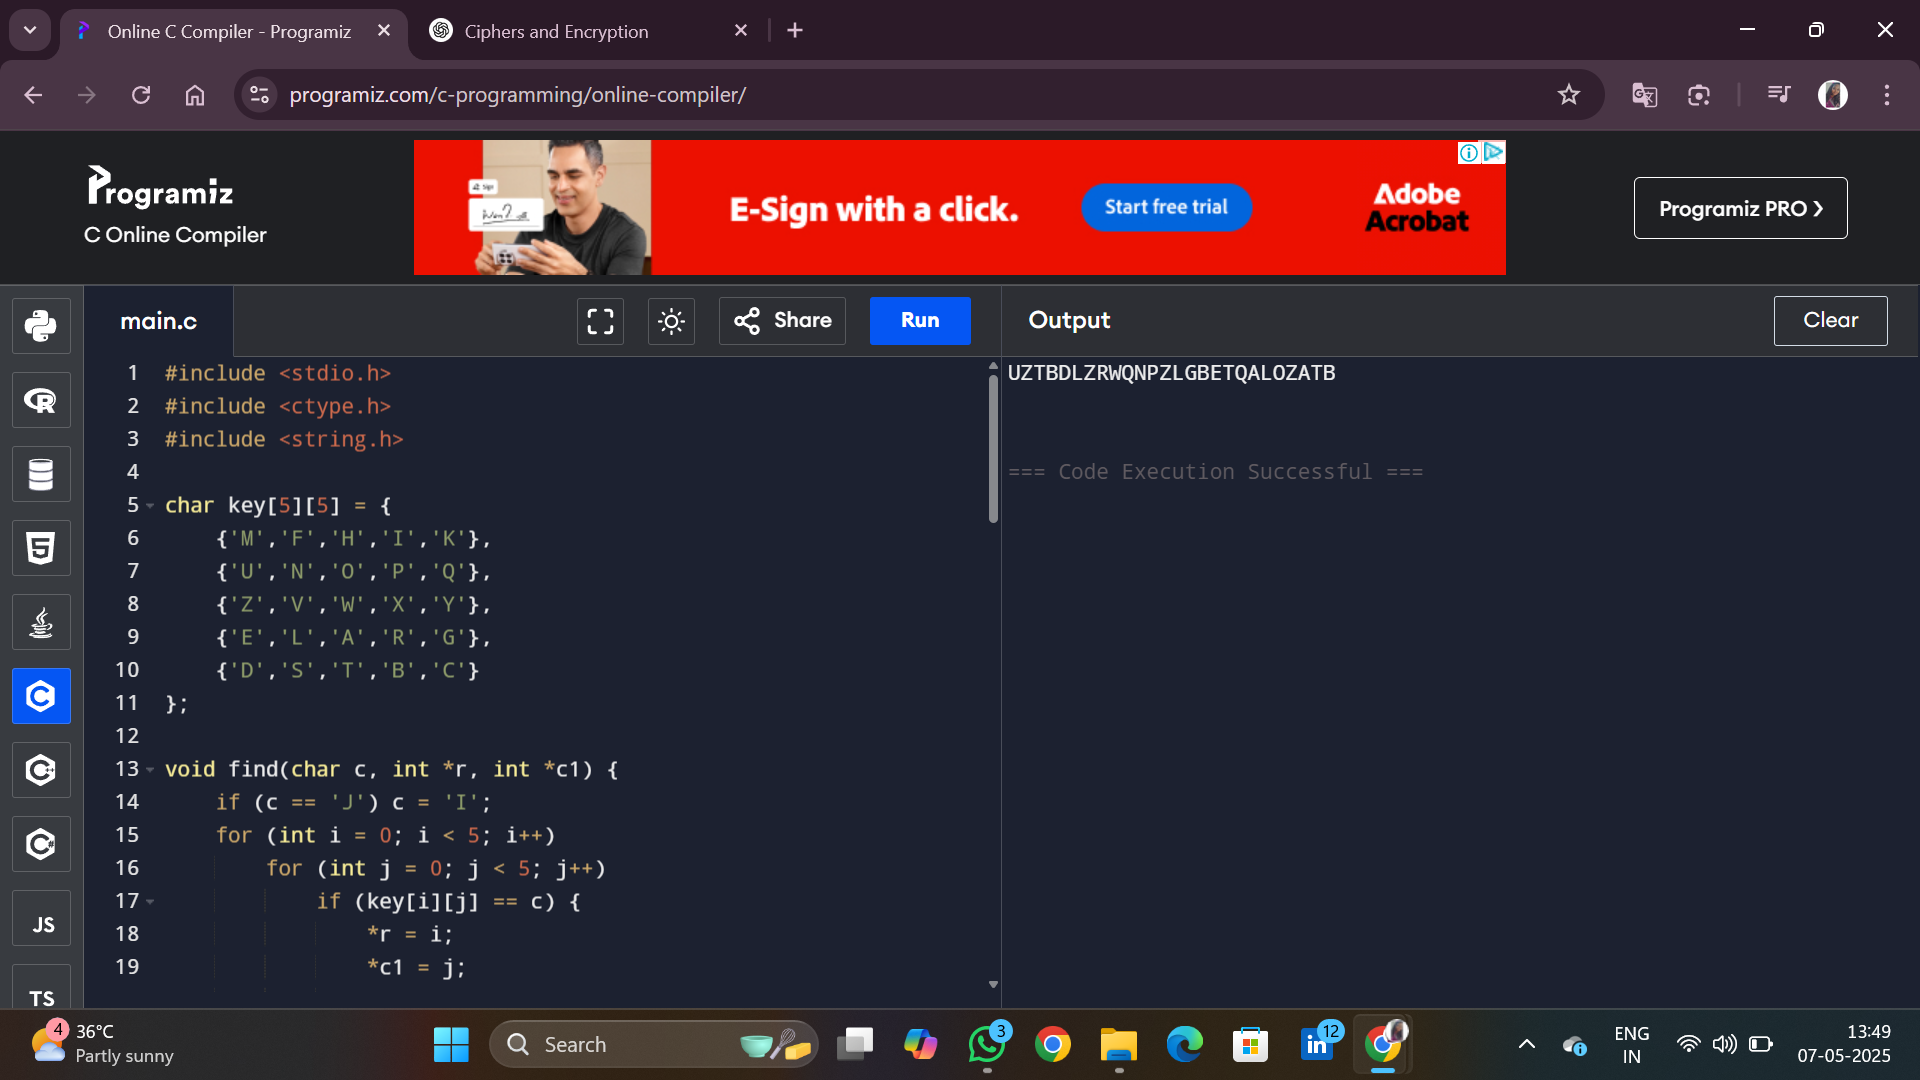 Online C Compiler - Programiz
Ciphers and Encryption
programiz.com/c-programming/online-compiler/
Programiz
C Online Compiler
E-Sign with a click.
Start free trial
Adobe
Acrobat
Programiz PRO ❯
main.c
Share
Run
Output
Clear
1 #include <stdio.h>
2 #include <ctype.h>
3 #include <string.h>
4
5 char key[5][5] = {
6 {'M','F','H','I','K'},
7 {'U','N','O','P','Q'},
8 {'Z','V','W','X','Y'},
9 {'E','L','A','R','G'},
10 {'D','S','T','B','C'}
11 };
12
13 void find(char c, int *r, int *c1) {
14 if (c == 'J') c = 'I';
15 for (int i = 0; i < 5; i++)
16 for (int j = 0; j < 5; j++)
17 if (key[i][j] == c) {
18 *r = i;
19 *c1 = j;
UZTBDLZRWQNPZLGBETQALOZATB
=== Code Execution Successful ===
JS
TS
4
36°C
Partly sunny
Search
3
12
ENG
IN
13:49
07-05-2025